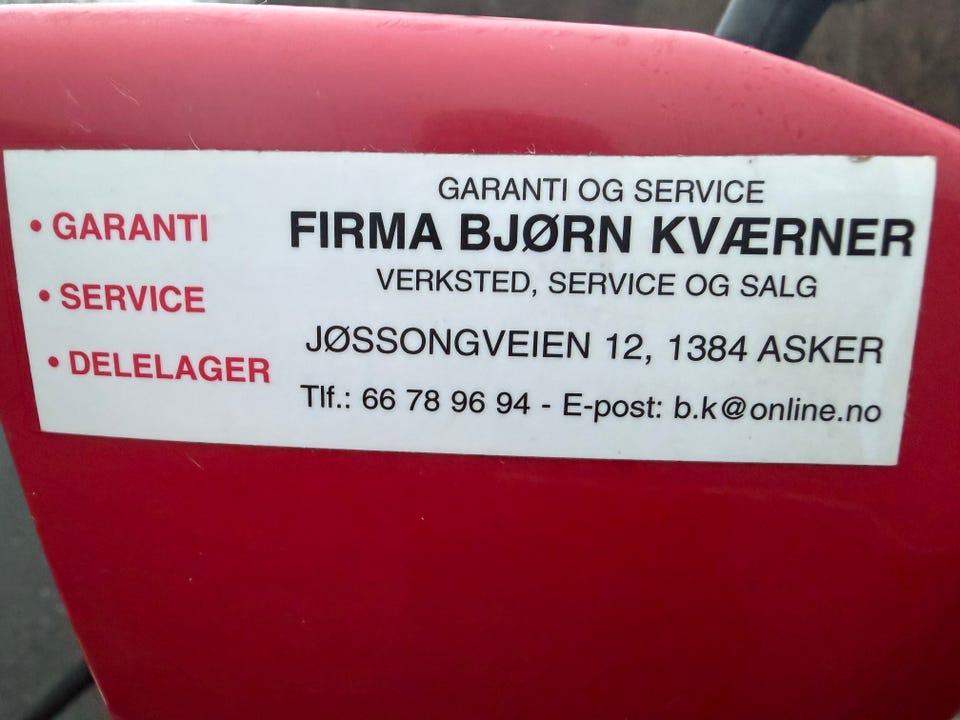 • GARANTI
• SERVICE
• DELELAGER
GARANTI OG SERVICE
FIRMA BJØRN KVÆRNER
VERKSTED, SERVICE OG SALG
JØSSONGVEIEN 12, 1384 ASKER
Tlf.: 66 78 96 94 - E-post: b.k@online.no